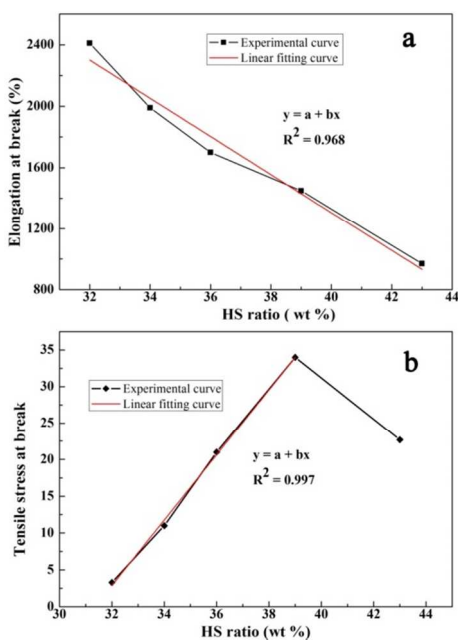 a
Experimental curve
Linear fitting curve
y = a + bx
R2 = 0.968
Elongation at break (%)
2400
2000
1600
1200
800
32 34 36 38 40 42 44
HS ratio ( wt %)
b
Experimental curve
Linear fitting curve
y = a + bx
R2 = 0.997
Tensile stress at break
35
30
25
20
15
10
5
0
30 32 34 36 38 40 42 44
HS ratio (wt %)